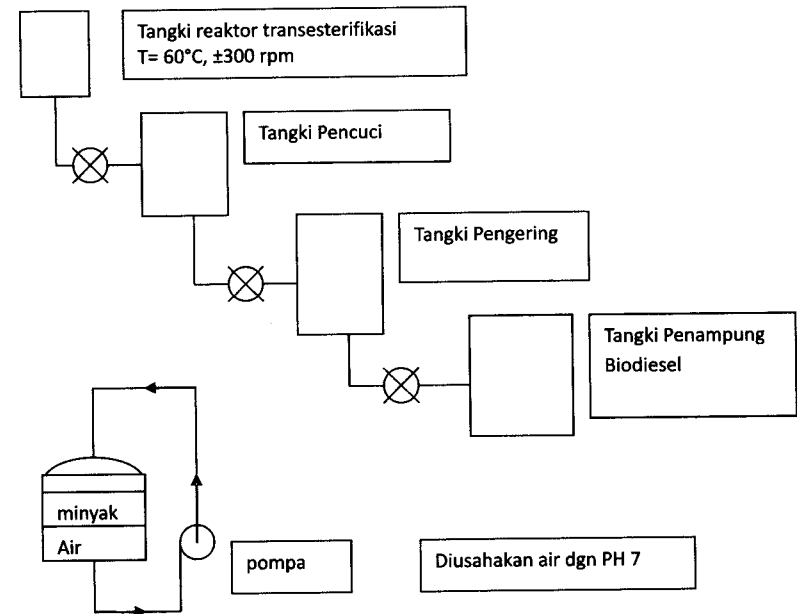 Tangki reaktor transesterifikasi
T= 60°C, ±300 rpm
Tangki Pencuci
Tangki Pengering
Tangki Penampung
Biodiesel
minyak
Air
pompa
Diusahakan air dgn PH 7